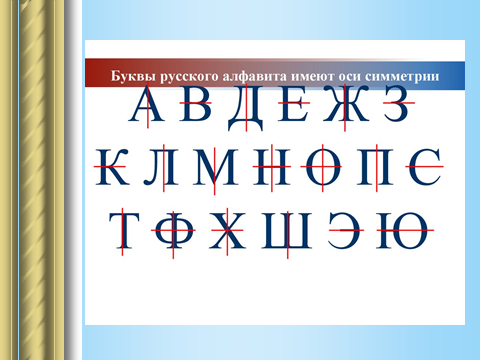 Буквы русского алфавита имеют оси симметрии
А В Д Е Ж З
К Л М Н О П С
Т Ф Х Ш Э Ю